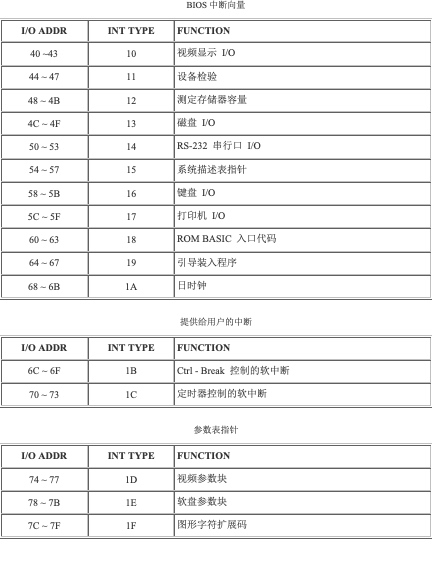 BIOS 中断向量
I/O ADDR INT TYPE FUNCTION
40 ~43 10 视频显示 I/O
44 ~ 47 11 设备检验
48 ~ 4B 12 测定存储器容量
4C ~ 4F 13 磁盘 I/O
50 ~ 53 14 RS-232 串行口 I/O
54 ~ 57 15 系统描述表指针
58 ~ 5B 16 键盘 I/O
5C ~ 5F 17 打印机 I/O
60 ~ 63 18 ROM BASIC 入口代码
64 ~ 67 19 引导装入程序
68 ~ 6B 1A 日时钟
提供给用户的中断
I/O ADDR INT TYPE FUNCTION
6C ~ 6F 1B Ctrl - Break 控制的软中断
70 ~ 73 1C 定时器控制的软中断
参数表指针
I/O ADDR INT TYPE FUNCTION
74 ~ 77 1D 视频参数块
78 ~ 7B 1E 软盘参数块
7C ~ 7F 1F 图形字符扩展码